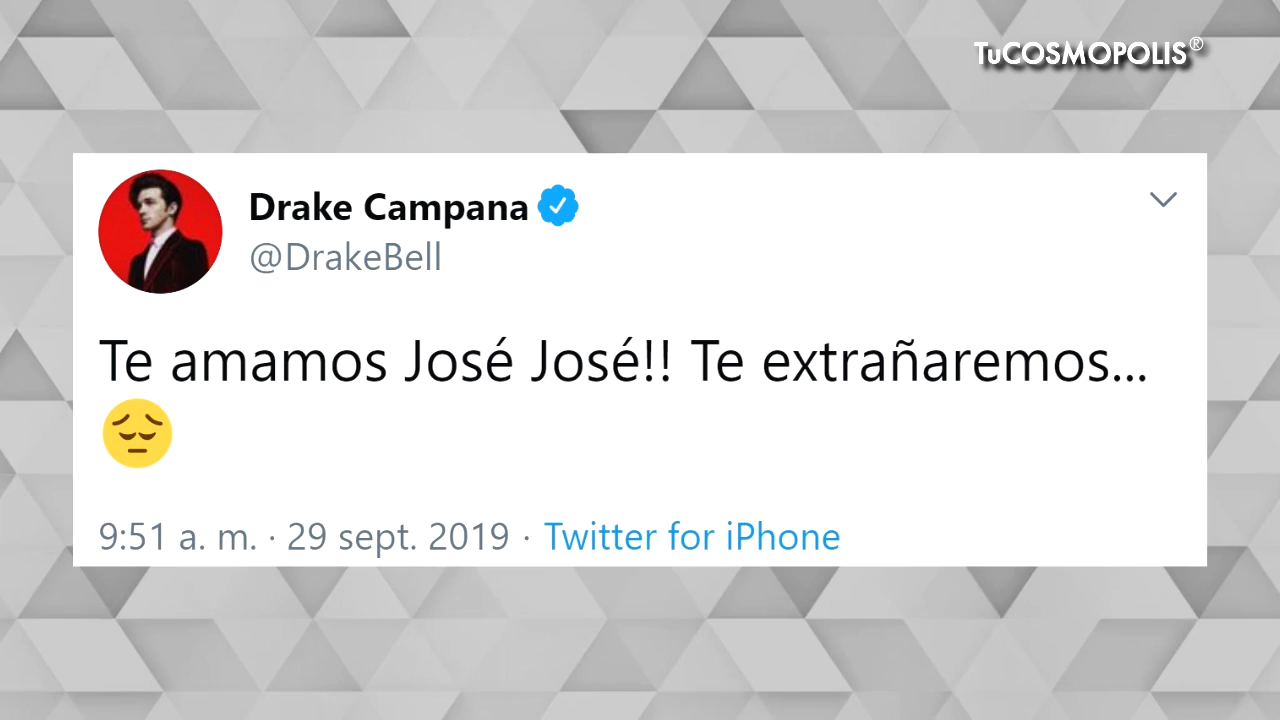 TuCOSMOPOLIS®
Drake Campana
@DrakeBell
Te amamos José José!! Te extrañaremos...
😔
9:51 a. m. · 29 sept. 2019 · Twitter for iPhone